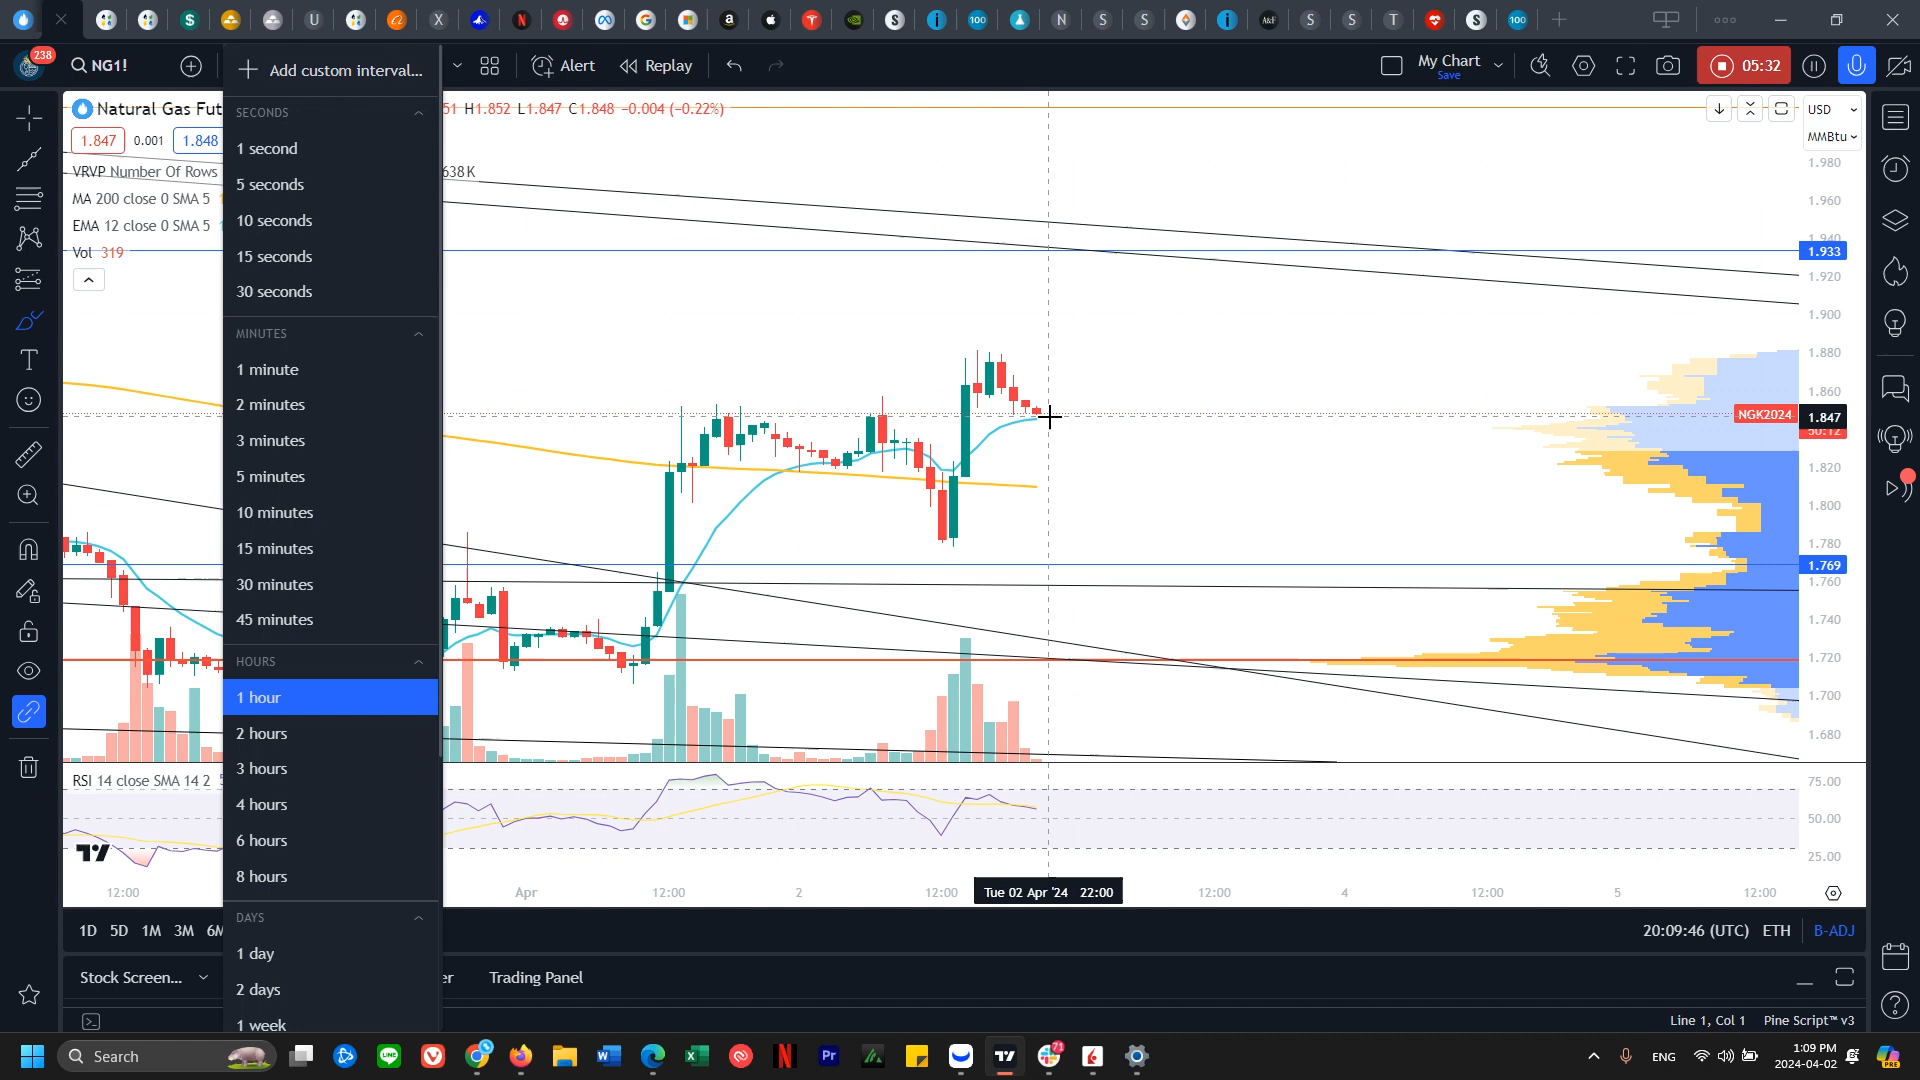 238
NG1!
Add custom interval...
Alert
Replay
My Chart
Save
05:32
Natural Gas Fut
51 H1.852 L1.847 C1.848 −0.004 (−0.22%)
USD
1.847 0.001 1.848
MMBtu
SECONDS
1 second
VRVP Number Of Rows
638K
5 seconds
MA 200 close 0 SMA 5
EMA 12 close 0 SMA 5
10 seconds
Vol 319
15 seconds
30 seconds
MINUTES
1 minute
2 minutes
3 minutes
5 minutes
10 minutes
15 minutes
30 minutes
45 minutes
HOURS
1 hour
2 hours
3 hours
4 hours
6 hours
8 hours
DAYS
1 day
2 days
1 week
1.980
1.960
1.940
1.933
1.920
1.900
1.880
1.860
NGK2024
1.847
50:12
1.820
1.800
1.780
1.769
1.760
1.740
1.720
1.700
1.680
RSI 14 close SMA 14 2
75.00
50.00
25.00
12:00
Apr
12:00
2
12:00
Tue 02 Apr '24 22:00
12:00
4
12:00
5
12:00
1D 5D 1M 3M 6M
20:09:46 (UTC) ETH B-ADJ
Stock Screen...
er
Trading Panel
Line 1, Col 1 Pine Script™ v3
Search
71
ENG
1:09 PM
2024-04-02